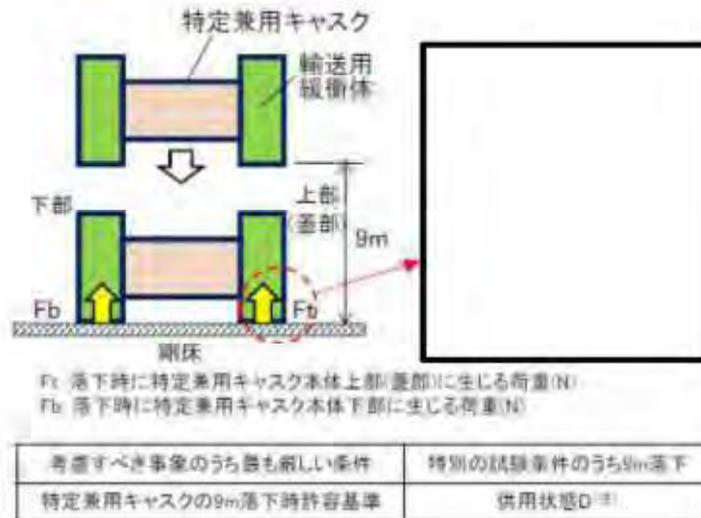 特定兼用キャスク
輸送用
緩衝体
下部
上部
(蓋部)
9m
Fb
Ft
剛床
Ft 落下時に特定兼用キャスク本体上部(蓋部)に生じる荷重(N)
Fb 落下時に特定兼用キャスク本体下部に生じる荷重(N)
考慮すべき事象のうち最も厳しい条件 特別の試験条件のうち9m落下
特定兼用キャスクの9m落下時許容基準 供用状態D(注)